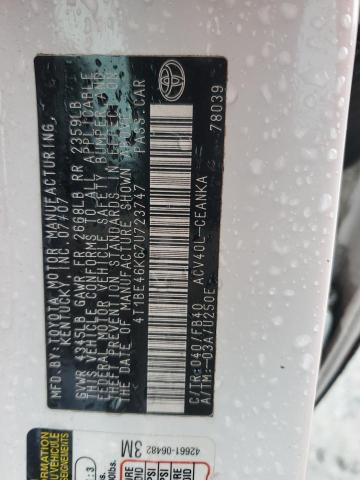 MFD. BY: TOYOTA MOTOR MANUFACTURING,
KENTUCKY, INC. 07/07
GVWR 4345LB GAWR FR 2668LB RR 2359LB
THIS VEHICLE CONFORMS TO ALL APPLICABLE
FEDERAL MOTOR VEHICLE SAFETY, BUMPER, AND
THEFT PREVENTION STANDARDS IN EFFECT ON
THE DATE OF MANUFACTURE SHOWN ABOVE.
4T1BE46K67U723747 PASS.CAR
C/TR:040/FB40 ACV40L-CEANKA
A/TM:-03A/U250E
78039
42661-06482
3M